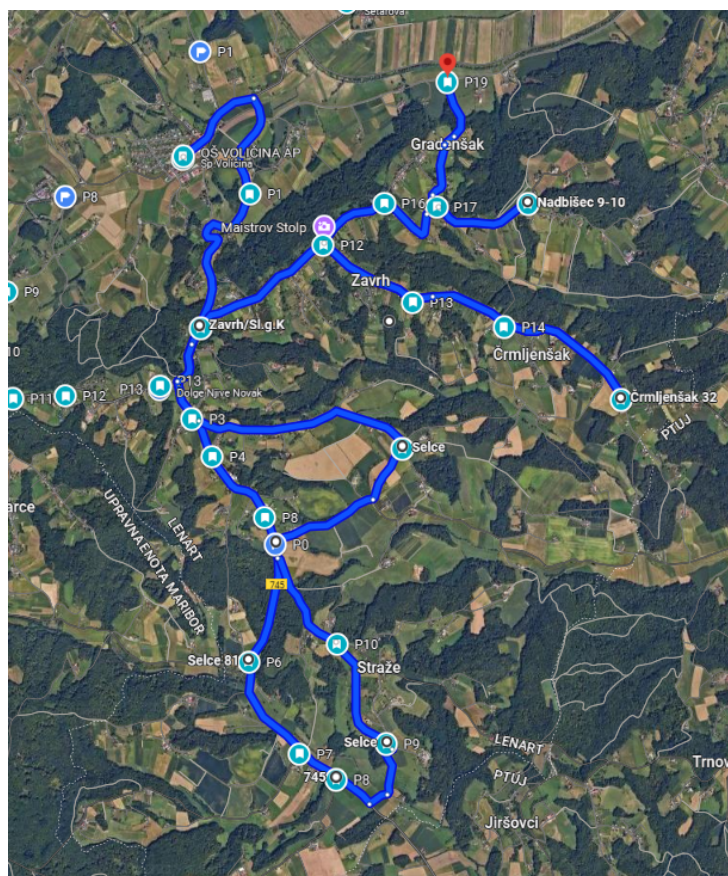 Šetarova
P1
P19
OŠ VOLIČINA AP
Sp.Voličina
Gradenšak
P8
P1
P16
P17
Nadbišec 9-10
Maistrov Stolp
P12
Zavrh
P9
P13
Zavrh/Sl.g.K
P14
Črmljenšak
10
P13
P13
Dolge Njive Novak
P11
P12
Črmljenšak 32
P3
PTUJ
Selce
P4
arce
LENART
UPRAVNA ENOTA MARIBOR
P8
P0
745
P10
Selce 81
P6
Straže
Selce
P9
LENART
P7
745
P8
PTUJ
Trnov
Jiršovci